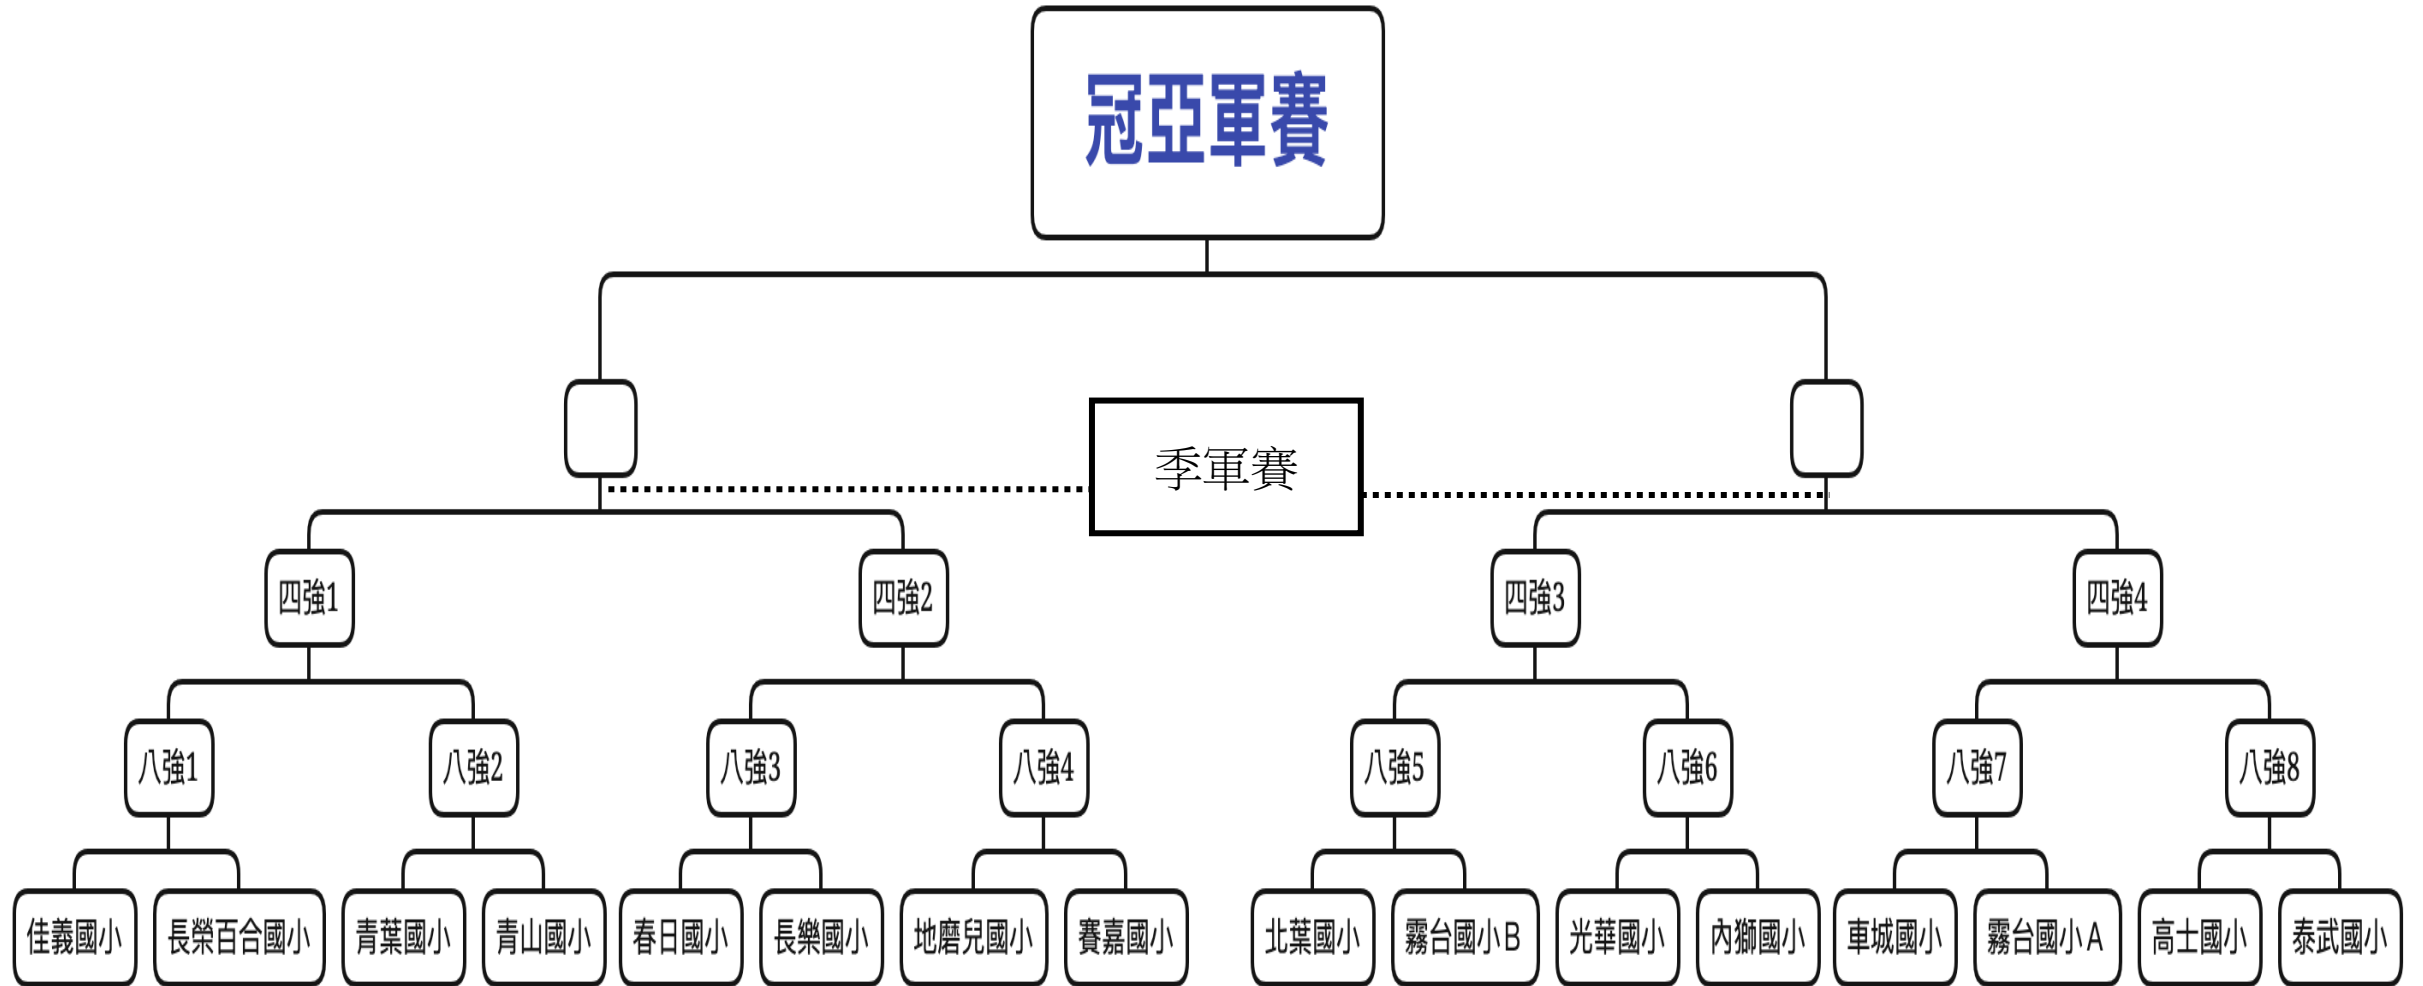 冠亞軍賽
季軍賽
四強1
四強2
四強3
四強4
八強1
八強2
八強3
八強4
八強5
八強6
八強7
八強8
佳義國小
長榮百合國小
青葉國小
青山國小
春日國小
長樂國小
地磨兒國小
賽嘉國小
北葉國小
霧台國小B
光華國小
內獅國小
車城國小
霧台國小A
高士國小
泰武國小